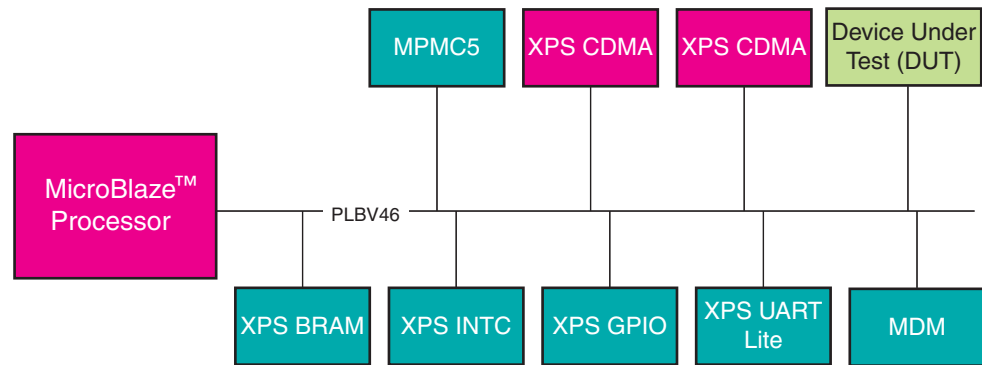 MPMC5
XPS CDMA
XPS CDMA
Device Under
Test (DUT)
MicroBlaze™
Processor
PLBV46
XPS BRAM
XPS INTC
XPS GPIO
XPS UART
Lite
MDM